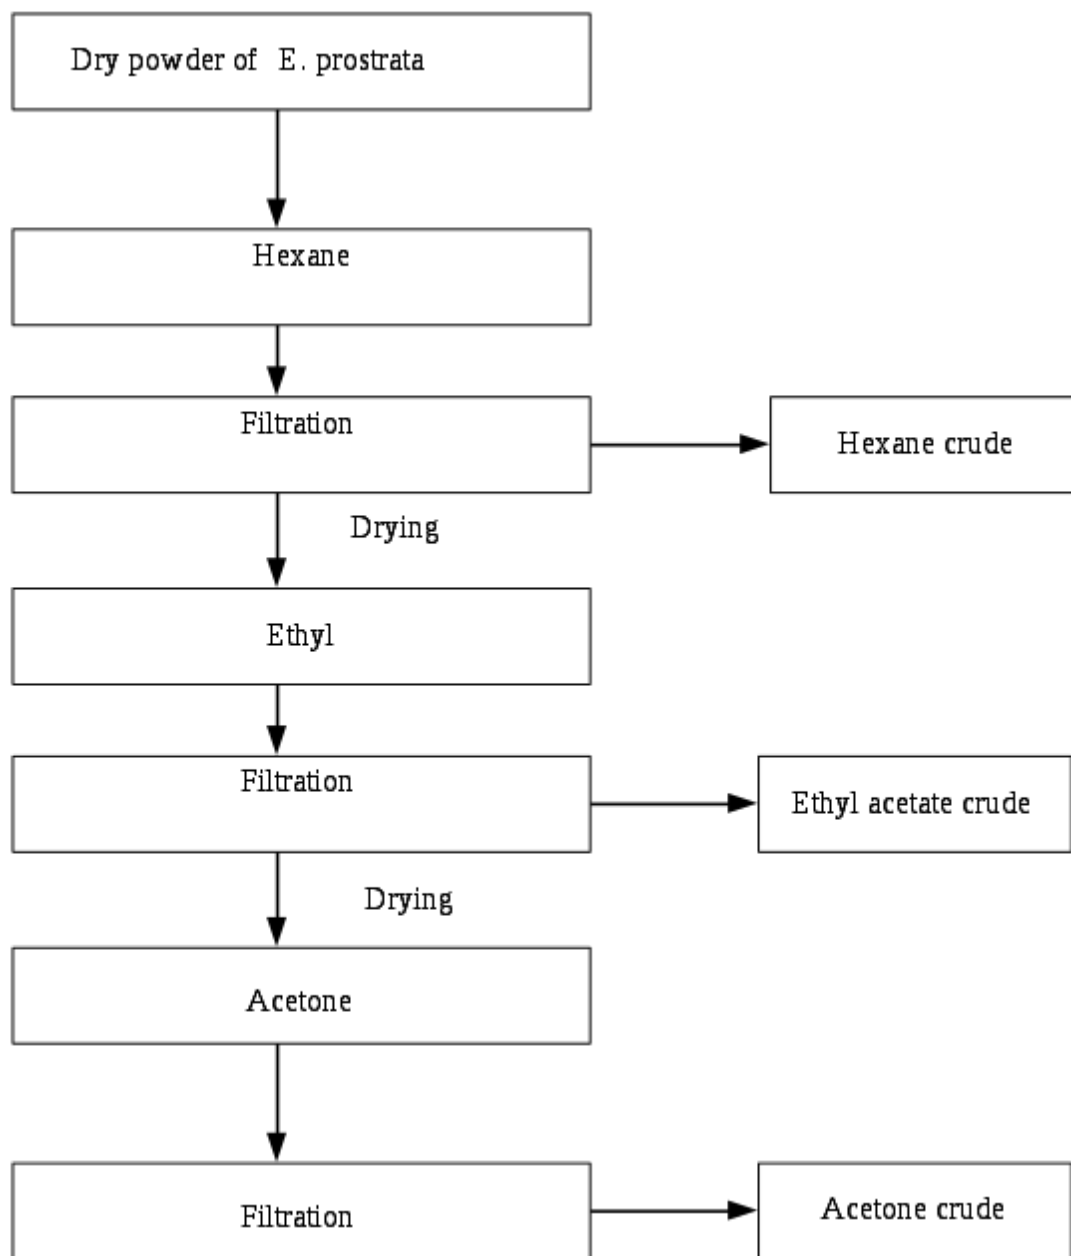 Dry powder of E. prostrata
Hexane
Filtration
Hexane crude
Drying
Ethyl
Filtration
Ethyl acetate crude
Drying
Acetone
Filtration
Acetone crude